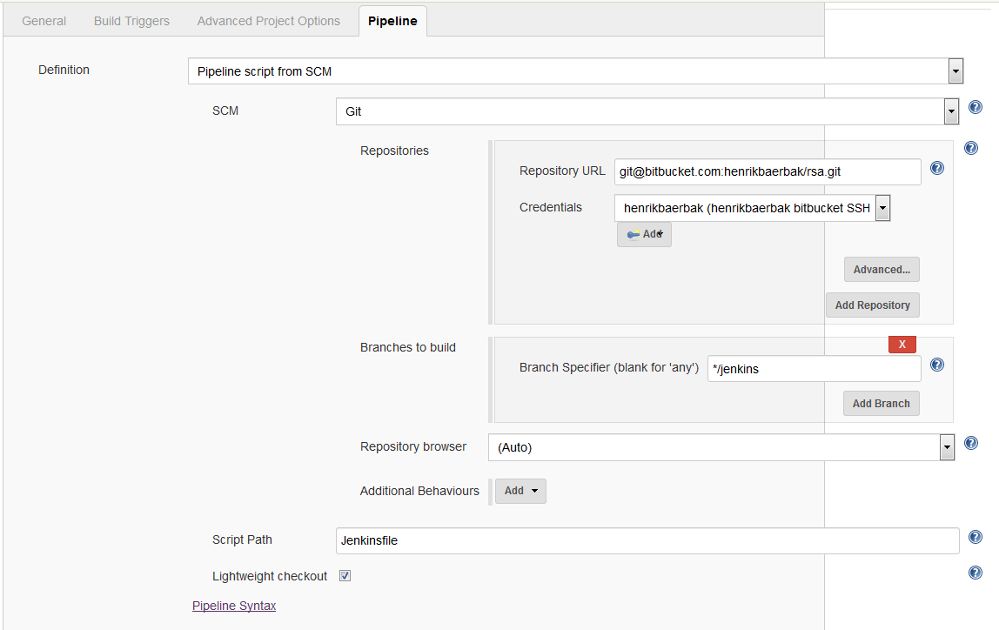 General Build Triggers Advanced Project Options Pipeline
Definition Pipeline script from SCM
SCM Git
Repositories
Repository URL git@bitbucket.com:henrikbaerbak/rsa.git
Credentials henrikbaerbak (henrikbaerbak bitbucket SSH
Add
Advanced...
Add Repository
Branches to build X
Branch Specifier (blank for 'any') */jenkins
Add Branch
Repository browser (Auto)
Additional Behaviours Add
Script Path Jenkinsfile
Lightweight checkout
Pipeline Syntax